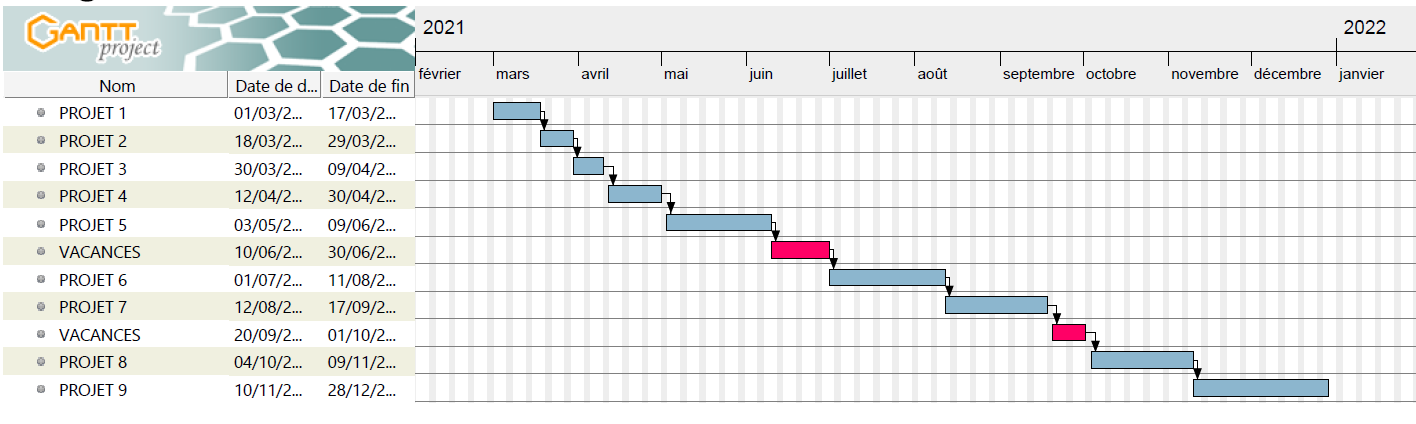 GANTT project
2021 2022
février mars avril mai juin juillet août septembre octobre novembre décembre janvier
Nom Date de d... Date de fin
PROJET 1 01/03/2... 17/03/2...
PROJET 2 18/03/2... 29/03/2...
PROJET 3 30/03/2... 09/04/2...
PROJET 4 12/04/2... 30/04/2...
PROJET 5 03/05/2... 09/06/2...
VACANCES 10/06/2... 30/06/2...
PROJET 6 01/07/2... 11/08/2...
PROJET 7 12/08/2... 17/09/2...
VACANCES 20/09/2... 01/10/2...
PROJET 8 04/10/2... 09/11/2...
PROJET 9 10/11/2... 28/12/2...